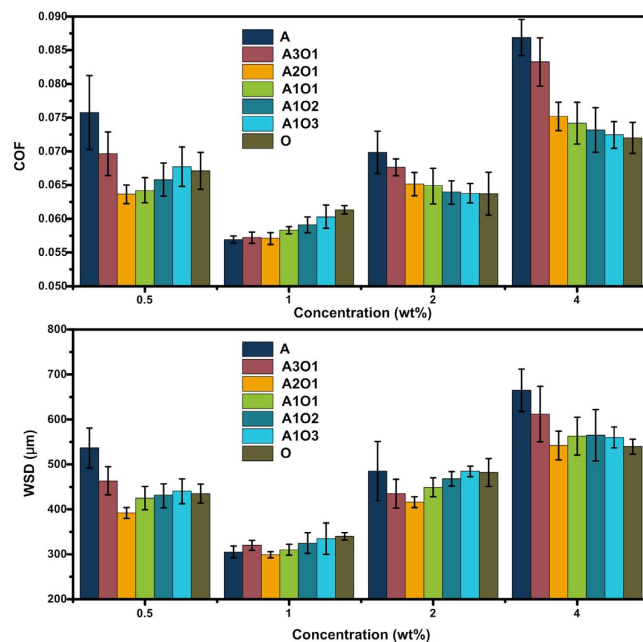 0.090
0.085
0.080
0.075
0.070
0.065
0.060
0.055
0.050
COF
A
A3O1
A2O1
A1O1
A1O2
A1O3
O
0.5 1 2 4
Concentration (wt%)
800
700
600
500
400
300
200
WSD (μm)
A
A3O1
A2O1
A1O1
A1O2
A1O3
O
0.5 1 2 4
Concentration (wt%)